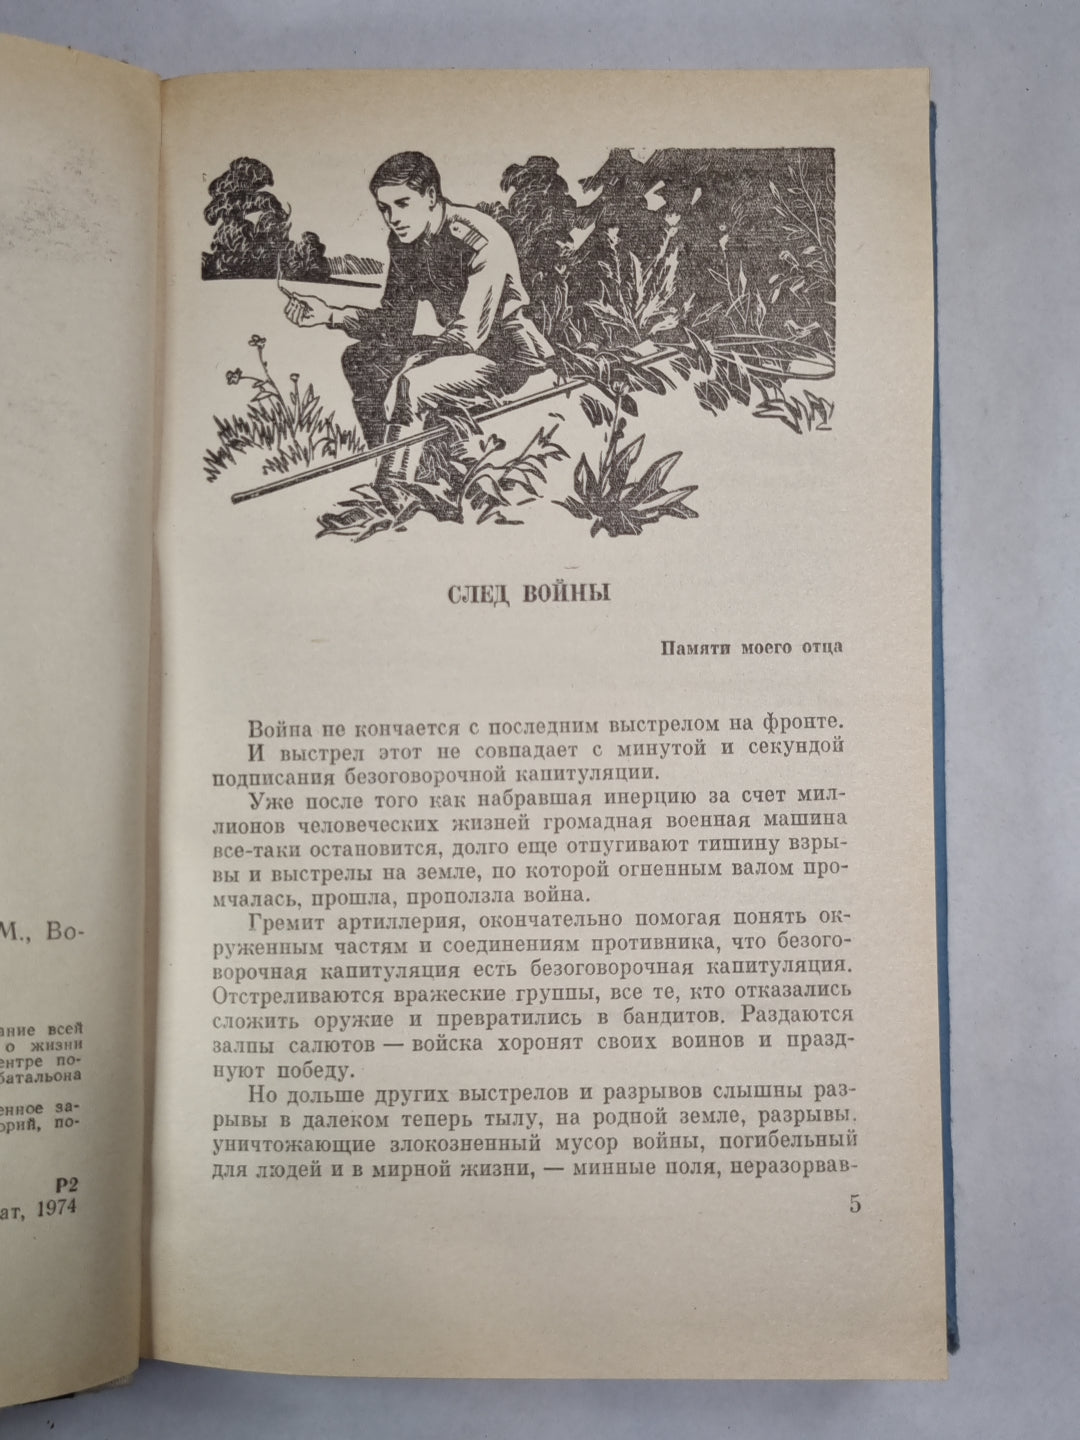 М., Во-
ание всей
о жизни
ентре по-
батальона
енное за-
орий, по-
Р2
ат, 1974
СЛЕД ВОЙНЫ
Памяти моего отца
Война не кончается с последним выстрелом на фронте.
И выстрел этот не совпадает с минутой и секундой
подписания безоговорочной капитуляции.
Уже после того как набравшая инерцию за счет мил-
лионов человеческих жизней громадная военная машина
все-таки остановится, долго еще отпугивают тишину взры-
вы и выстрелы на земле, по которой огненным валом про-
мчалась, прошла, проползла война.
Гремит артиллерия, окончательно помогая понять ок-
руженным частям и соединениям противника, что безого-
ворочная капитуляция есть безоговорочная капитуляция.
Отстреливаются вражеские группы, все те, кто отказались
сложить оружие и превратились в бандитов. Раздаются
залпы салютов — войска хоронят своих воинов и празд-
нуют победу.
Но дольше других выстрелов и разрывов слышны раз-
рывы в далеком теперь тылу, на родной земле, разрывы.
уничтожающие злокозненный мусор войны, погибельный
для людей и в мирной жизни, — минные поля, неразорвав-
5